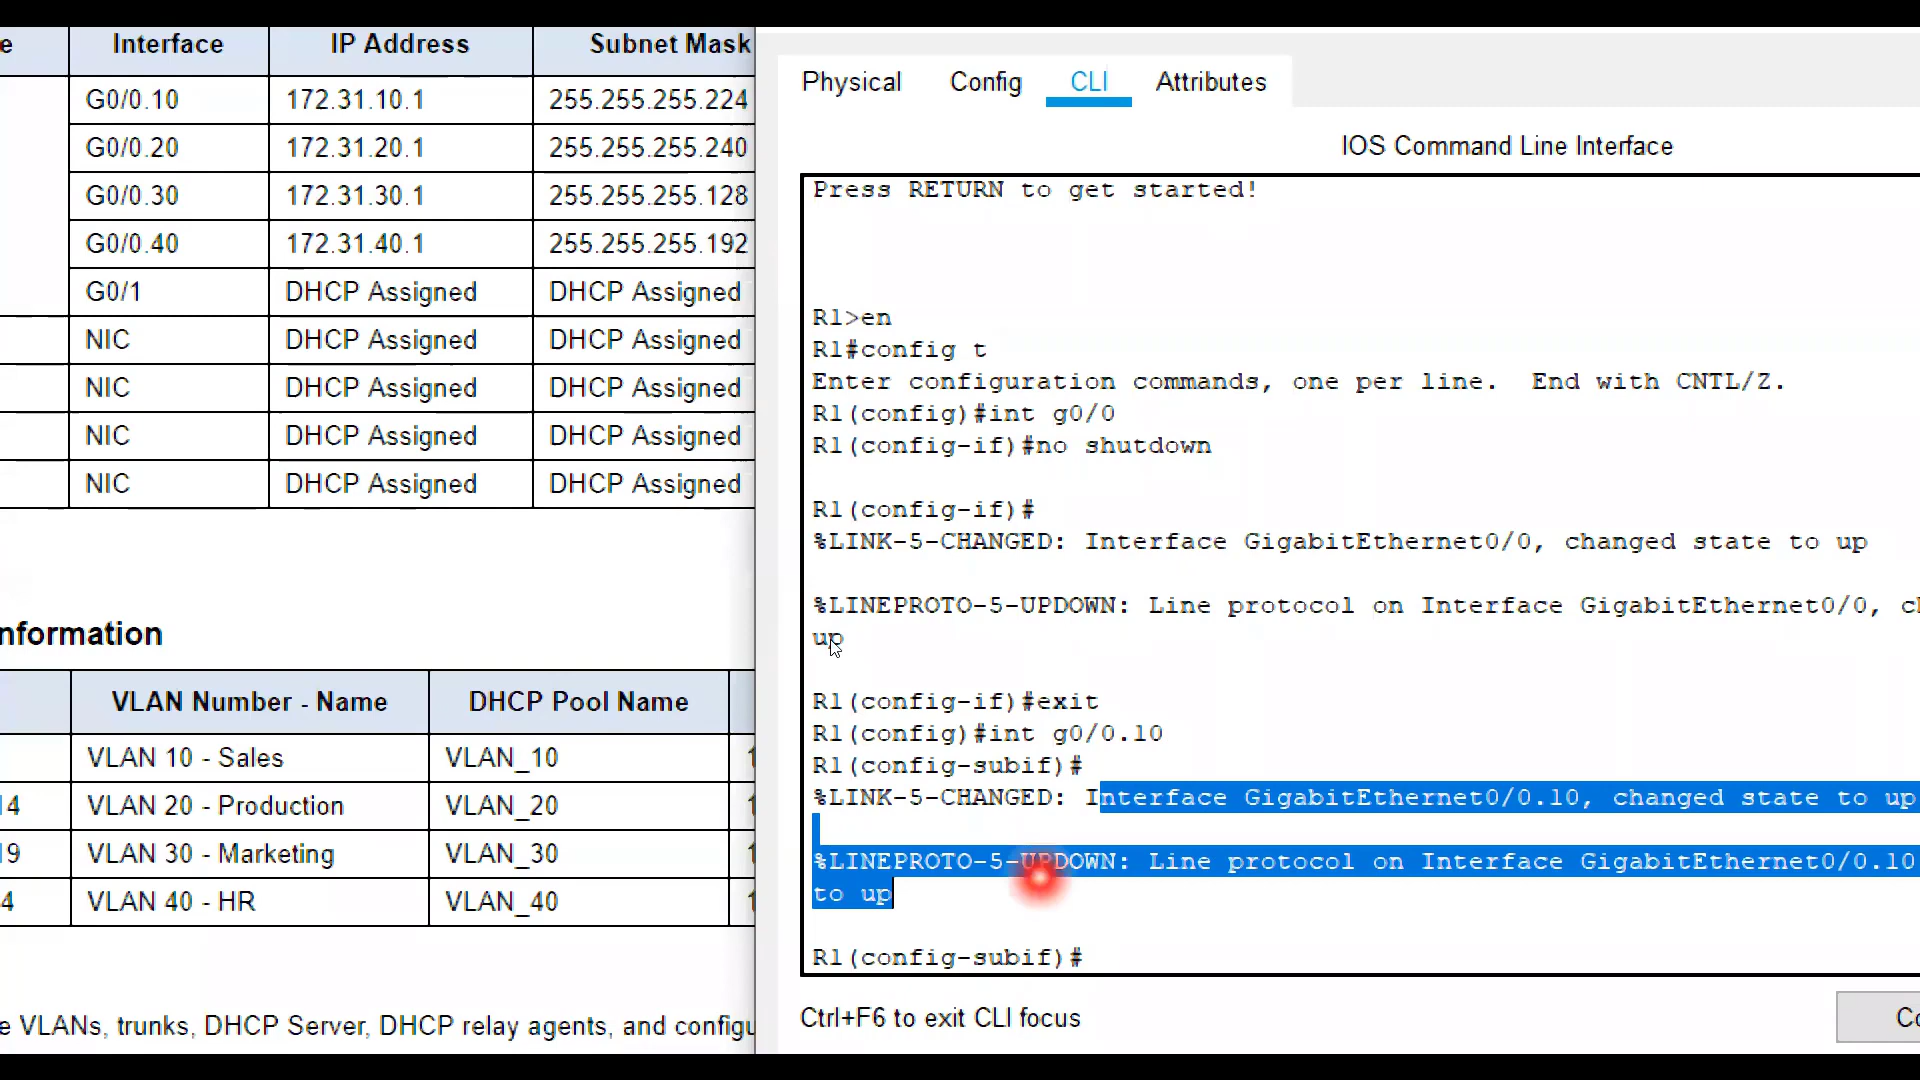 e Interface IP Address Subnet Mask
G0/0.10 172.31.10.1 255.255.255.224
G0/0.20 172.31.20.1 255.255.255.240
G0/0.30 172.31.30.1 255.255.255.128
G0/0.40 172.31.40.1 255.255.255.192
G0/1 DHCP Assigned DHCP Assigned
NIC DHCP Assigned DHCP Assigned
NIC DHCP Assigned DHCP Assigned
NIC DHCP Assigned DHCP Assigned
NIC DHCP Assigned DHCP Assigned
nformation
VLAN Number - Name DHCP Pool Name
VLAN 10 - Sales VLAN_10 1
14 VLAN 20 - Production VLAN_20 1
19 VLAN 30 - Marketing VLAN_30 1
4 VLAN 40 - HR VLAN_40 1
e VLANs, trunks, DHCP Server, DHCP relay agents, and configu
Physical Config CLI Attributes
IOS Command Line Interface
Press RETURN to get started!
R1>en
R1#config t
Enter configuration commands, one per line. End with CNTL/Z.
R1(config)#int g0/0
R1(config-if)#no shutdown
R1(config-if)#
%LINK-5-CHANGED: Interface GigabitEthernet0/0, changed state to up
%LINEPROTO-5-UPDOWN: Line protocol on Interface GigabitEthernet0/0, c
up
R1(config-if)#exit
R1(config)#int g0/0.10
R1(config-subif)#
%LINK-5-CHANGED: Interface GigabitEthernet0/0.10, changed state to up
%LINEPROTO-5-UPDOWN: Line protocol on Interface GigabitEthernet0/0.10
to up
R1(config-subif)#
Ctrl+F6 to exit CLI focus
Co